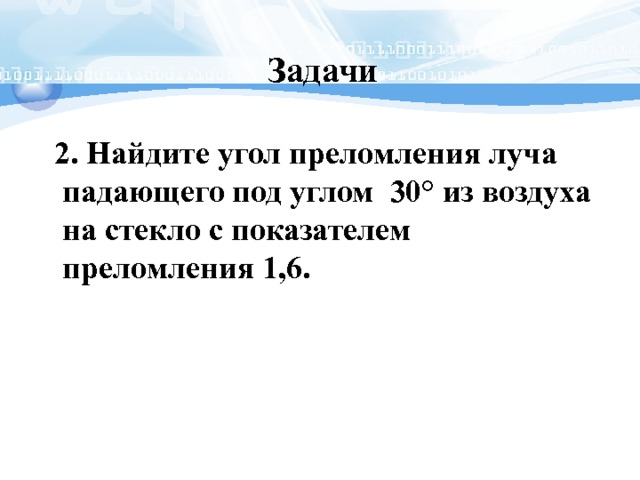 Задачи
2. Найдите угол преломления луча
падающего под углом 30° из воздуха
на стекло с показателем
преломления 1,6.